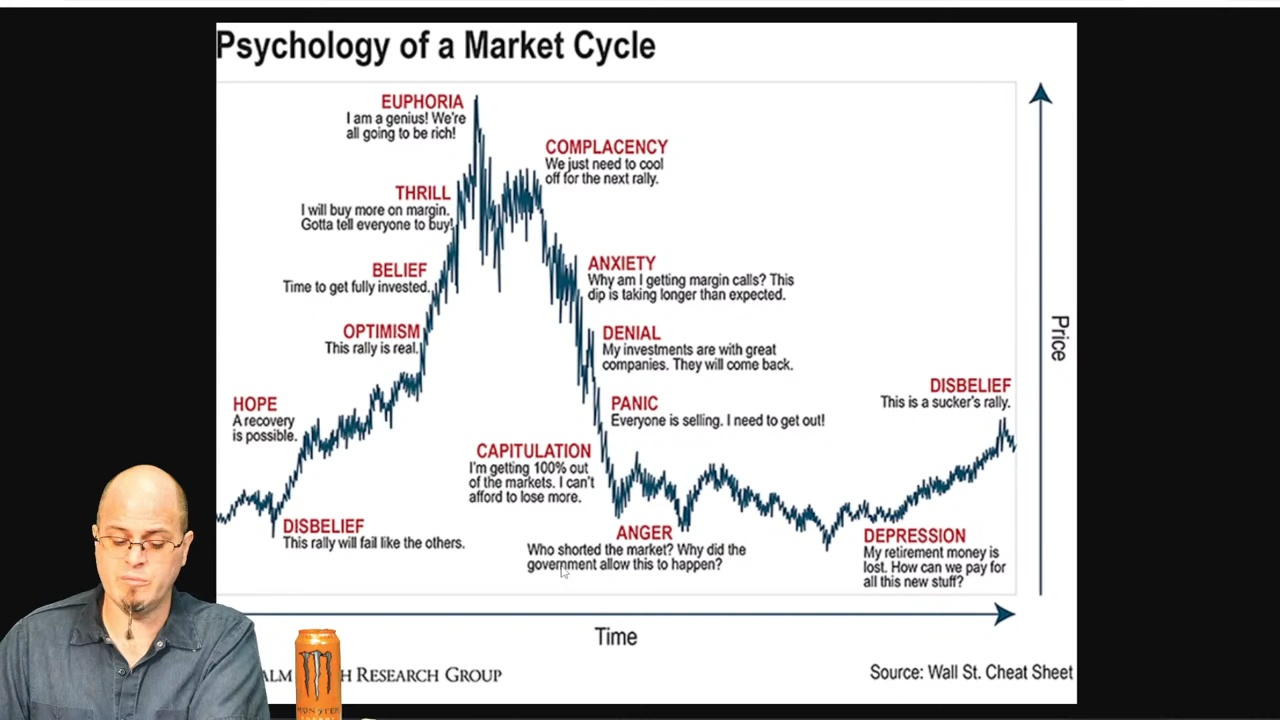 Psychology of a Market Cycle
EUPHORIA
I am a genius! We're
all going to be rich!
COMPLACENCY
We just need to cool
off for the next rally.
THRILL
I will buy more on margin.
Gotta tell everyone to buy!
BELIEF
Time to get fully invested.
ANXIETY
Why am I getting margin calls? This
dip is taking longer than expected.
OPTIMISM
This rally is real.
DENIAL
My investments are with great
companies. They will come back.
Price
DISBELIEF
This is a sucker's rally.
HOPE
A recovery
is possible.
PANIC
Everyone is selling. I need to get out!
CAPITULATION
I'm getting 100% out
of the markets. I can't
afford to lose more.
DISBELIEF
This rally will fail like the others.
ANGER
Who shorted the market? Why did the
government allow this to happen?
DEPRESSION
My retirement money is
lost. How can we pay for
all this new stuff?
Time
RESEARCH GROUP
Source: Wall St. Cheat Sheet
MONSTER